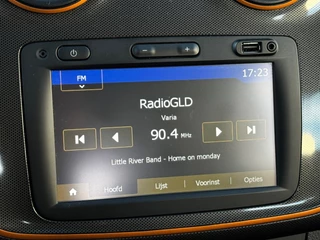 FM
17:23
RadioGLD
Varia
90.4 MHz
Little River Band - Home on monday
Hoofd Lijst Voorinst Opties